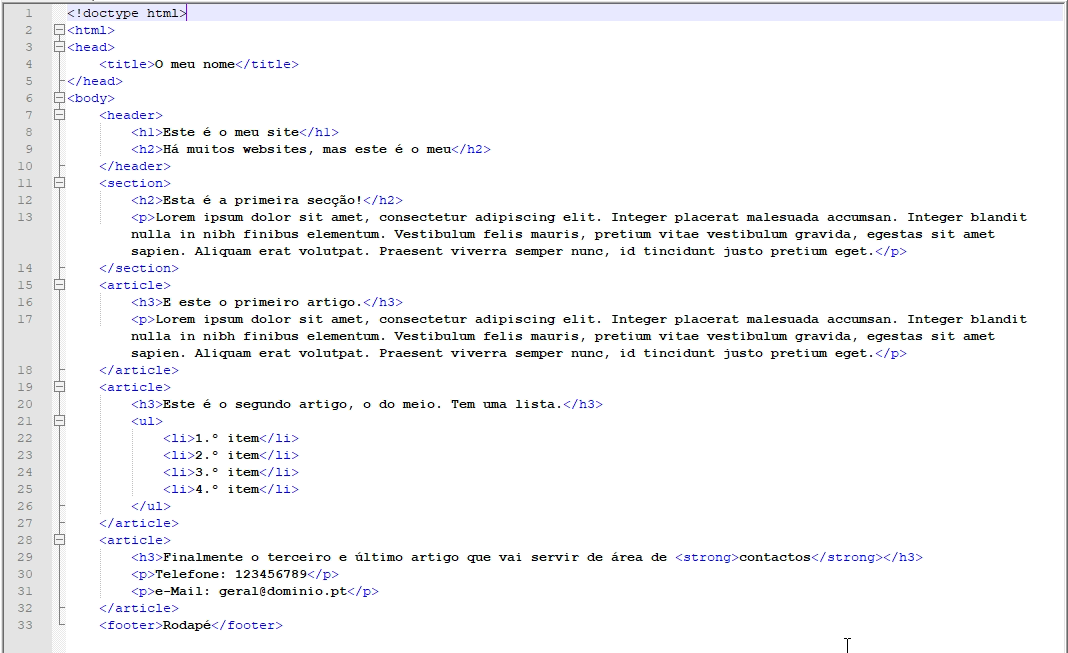 1 <!doctype html>
2 <html>
3 <head>
4 <title>O meu nome</title>
5 </head>
6 <body>
7 <header>
8 <h1>Este é o meu site</h1>
9 <h2>Há muitos websites, mas este é o meu</h2>
10 </header>
11 <section>
12 <h2>Esta é a primeira secção!</h2>
13 <p>Lorem ipsum dolor sit amet, consectetur adipiscing elit. Integer placerat malesuada accumsan. Integer blandit
nulla in nibh finibus elementum. Vestibulum felis mauris, pretium vitae vestibulum gravida, egestas sit amet
sapien. Aliquam erat volutpat. Praesent viverra semper nunc, id tincidunt justo pretium eget.</p>
14 </section>
15 <article>
16 <h3>E este o primeiro artigo.</h3>
17 <p>Lorem ipsum dolor sit amet, consectetur adipiscing elit. Integer placerat malesuada accumsan. Integer blandit
nulla in nibh finibus elementum. Vestibulum felis mauris, pretium vitae vestibulum gravida, egestas sit amet
sapien. Aliquam erat volutpat. Praesent viverra semper nunc, id tincidunt justo pretium eget.</p>
18 </article>
19 <article>
20 <h3>Este é o segundo artigo, o do meio. Tem uma lista.</h3>
21 <ul>
22 <li>1.º item</li>
23 <li>2.º item</li>
24 <li>3.º item</li>
25 <li>4.º item</li>
26 </ul>
27 </article>
28 <article>
29 <h3>Finalmente o terceiro e último artigo que vai servir de área de <strong>contactos</strong></h3>
30 <p>Telefone: 123456789</p>
31 <p>e-Mail: geral@dominio.pt</p>
32 </article>
33 <footer>Rodapé</footer>